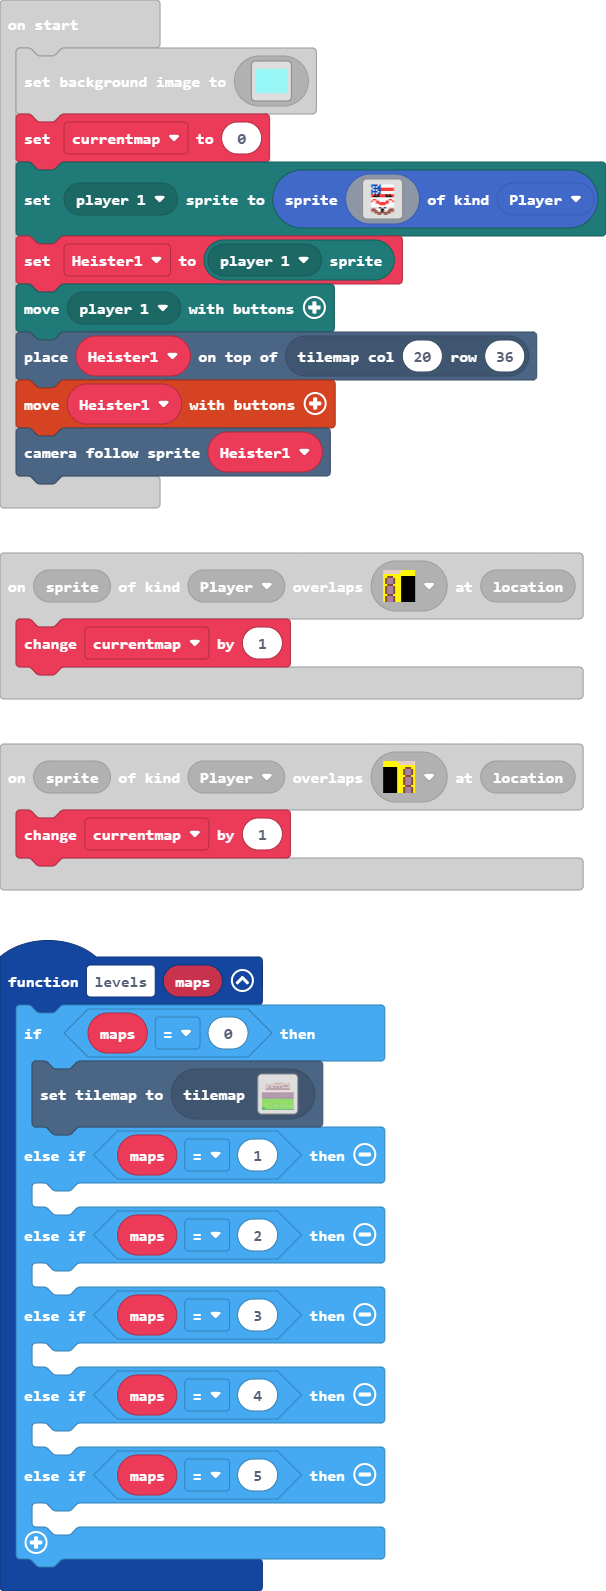 on start
set background image to
set currentmap to 0
set player 1 sprite to sprite of kind Player
set Heister1 to player 1 sprite
move player 1 with buttons
place Heister1 on top of tilemap col 20 row 36
move Heister1 with buttons
camera follow sprite Heister1
on sprite of kind Player overlaps at location
change currentmap by 1
on sprite of kind Player overlaps at location
change currentmap by 1
function levels maps
if maps = 0 then
set tilemap to tilemap
else if maps = 1 then
else if maps = 2 then
else if maps = 3 then
else if maps = 4 then
else if maps = 5 then